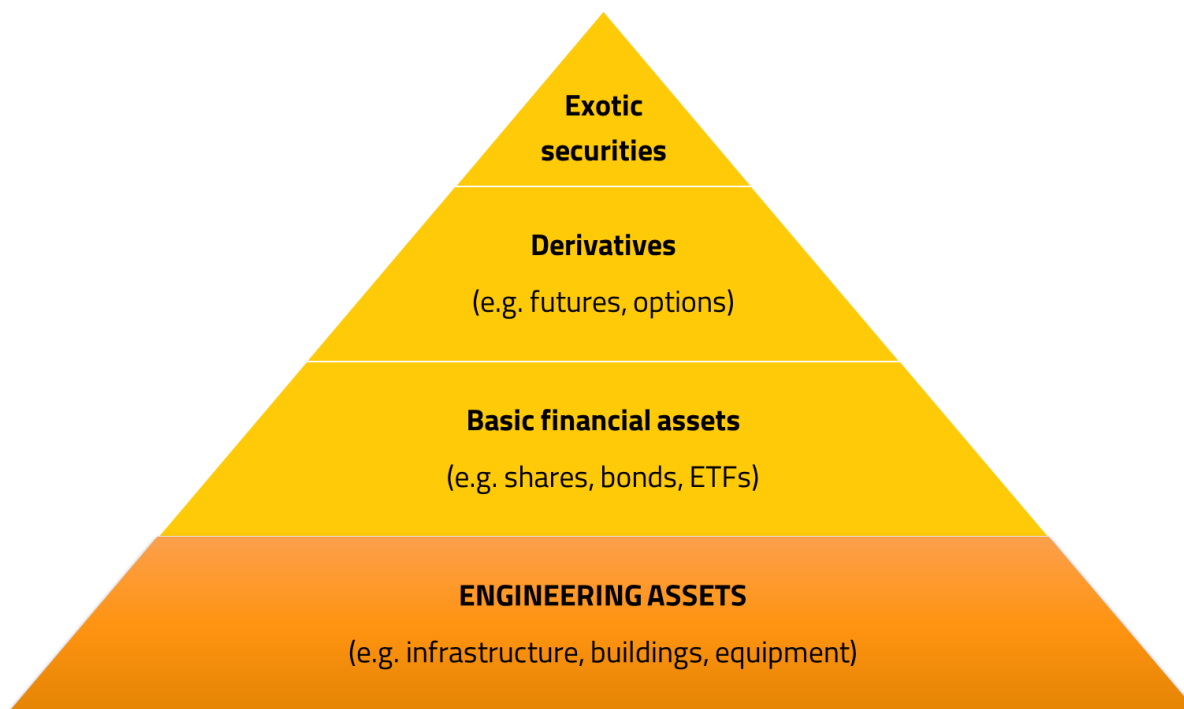 Exotic
securities
Derivatives
(e.g. futures, options)
Basic financial assets
(e.g. shares, bonds, ETFs)
ENGINEERING ASSETS
(e.g. infrastructure, buildings, equipment)